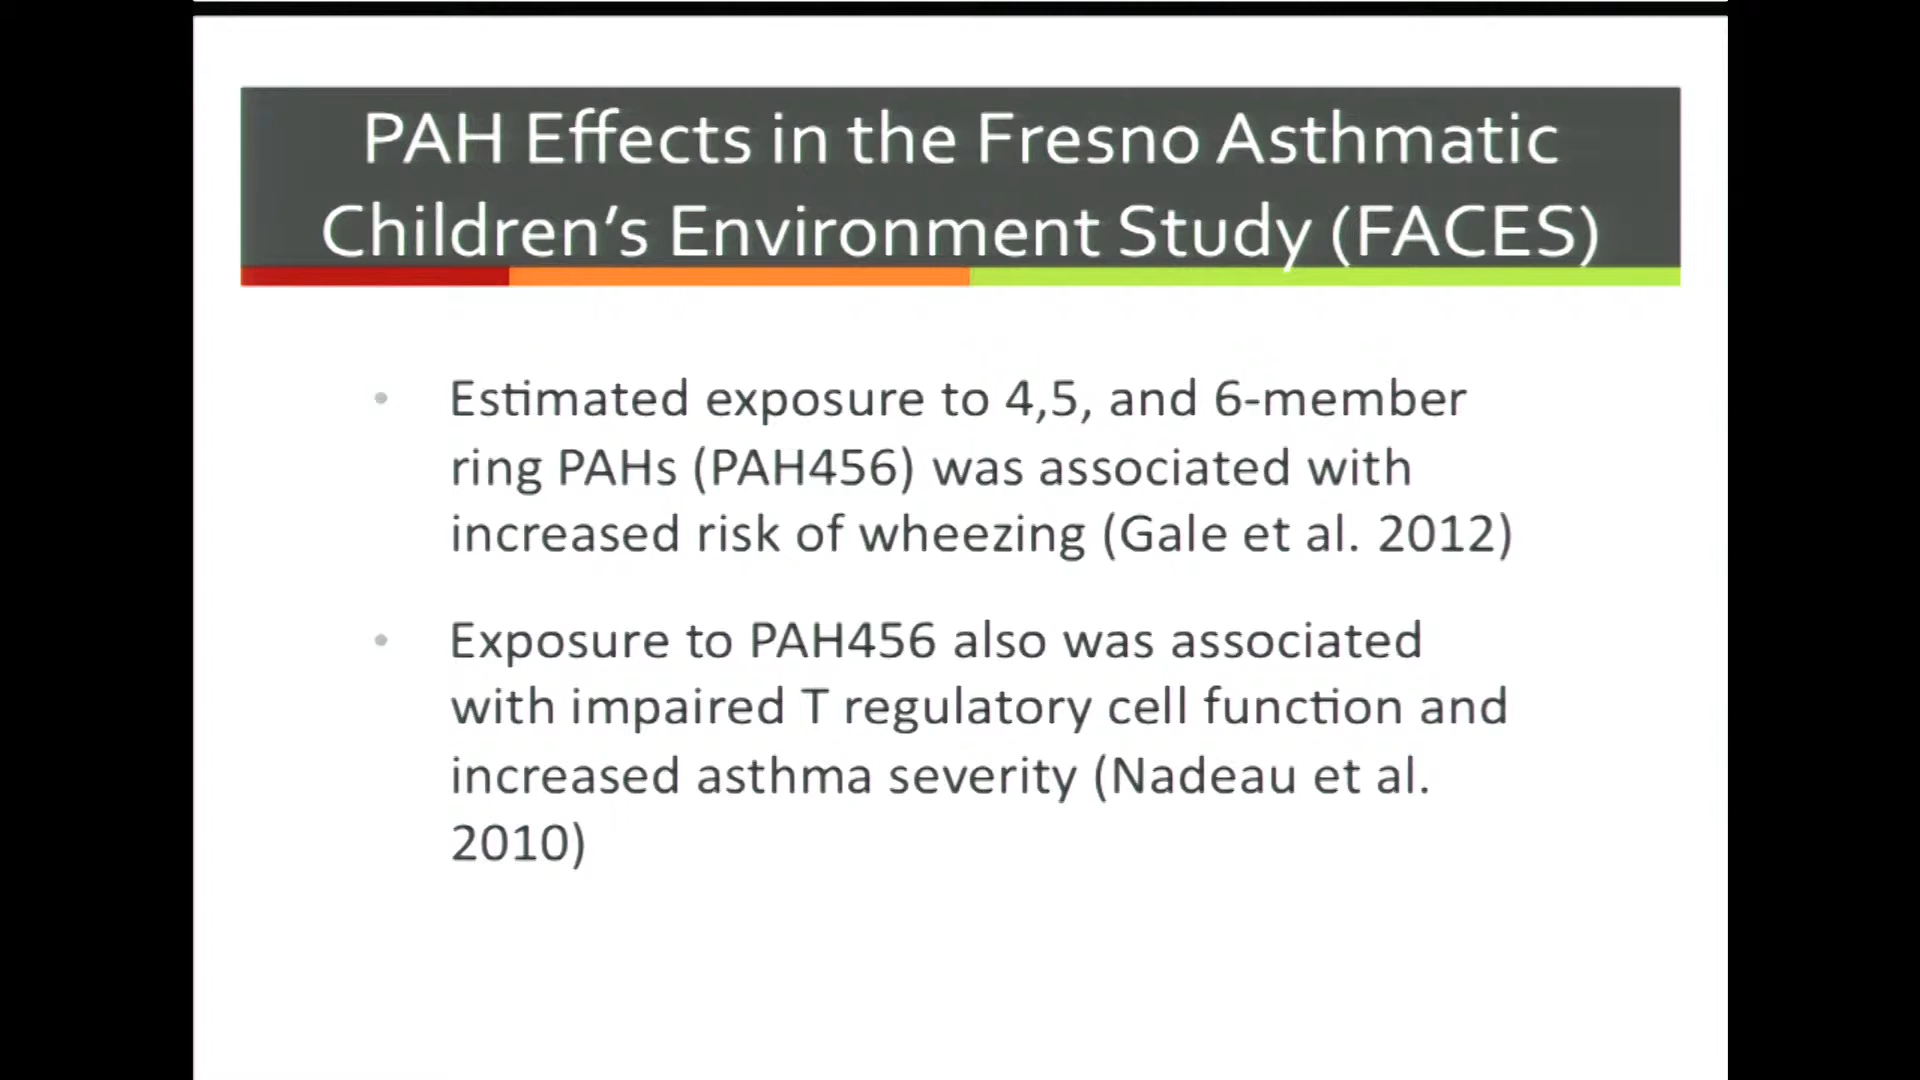 PAH Effects in the Fresno Asthmatic
Children’s Environment Study (FACES)
• Estimated exposure to 4,5, and 6-member
ring PAHs (PAH456) was associated with
increased risk of wheezing (Gale et al. 2012)
• Exposure to PAH456 also was associated
with impaired T regulatory cell function and
increased asthma severity (Nadeau et al.
2010)